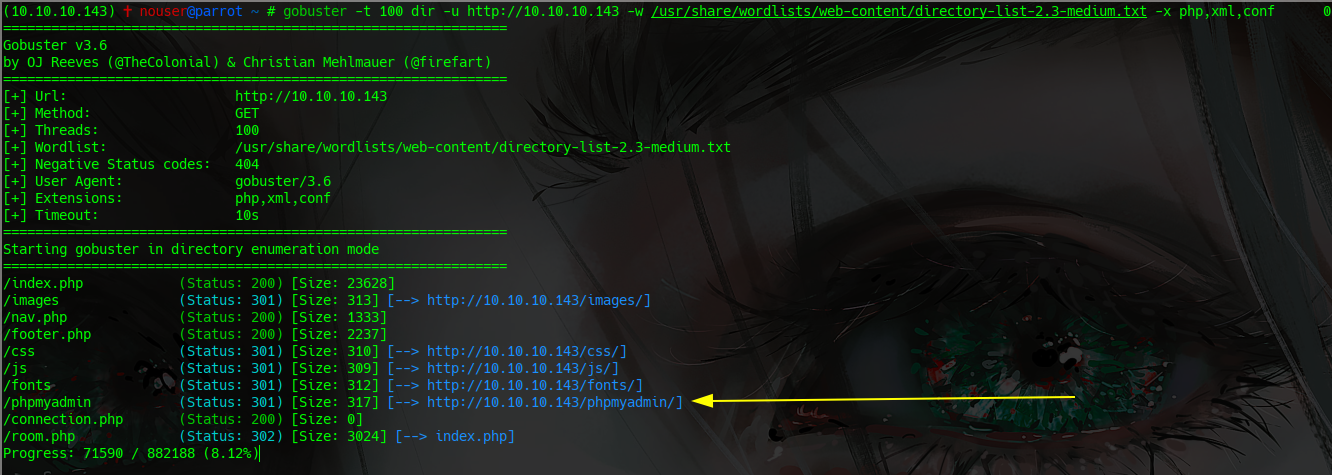 (10.10.10.143) ☨ nouser@parrot ~ # gobuster -t 100 dir -u http://10.10.10.143 -w /usr/share/wordlists/web-content/directory-list-2.3-medium.txt -x php,xml,conf 0
===============================================================
Gobuster v3.6
by OJ Reeves (@TheColonial) & Christian Mehlmauer (@firefart)
===============================================================
[+] Url: http://10.10.10.143
[+] Method: GET
[+] Threads: 100
[+] Wordlist: /usr/share/wordlists/web-content/directory-list-2.3-medium.txt
[+] Negative Status codes: 404
[+] User Agent: gobuster/3.6
[+] Extensions: php,xml,conf
[+] Timeout: 10s
===============================================================
Starting gobuster in directory enumeration mode
===============================================================
/index.php (Status: 200) [Size: 23628]
/images (Status: 301) [Size: 313] [--> http://10.10.10.143/images/]
/nav.php (Status: 200) [Size: 1333]
/footer.php (Status: 200) [Size: 2237]
/css (Status: 301) [Size: 310] [--> http://10.10.10.143/css/]
/js (Status: 301) [Size: 309] [--> http://10.10.10.143/js/]
/fonts (Status: 301) [Size: 312] [--> http://10.10.10.143/fonts/]
/phpmyadmin (Status: 301) [Size: 317] [--> http://10.10.10.143/phpmyadmin/]
/connection.php (Status: 200) [Size: 0]
/room.php (Status: 302) [Size: 3024] [--> index.php]
Progress: 71590 / 882188 (8.12%)